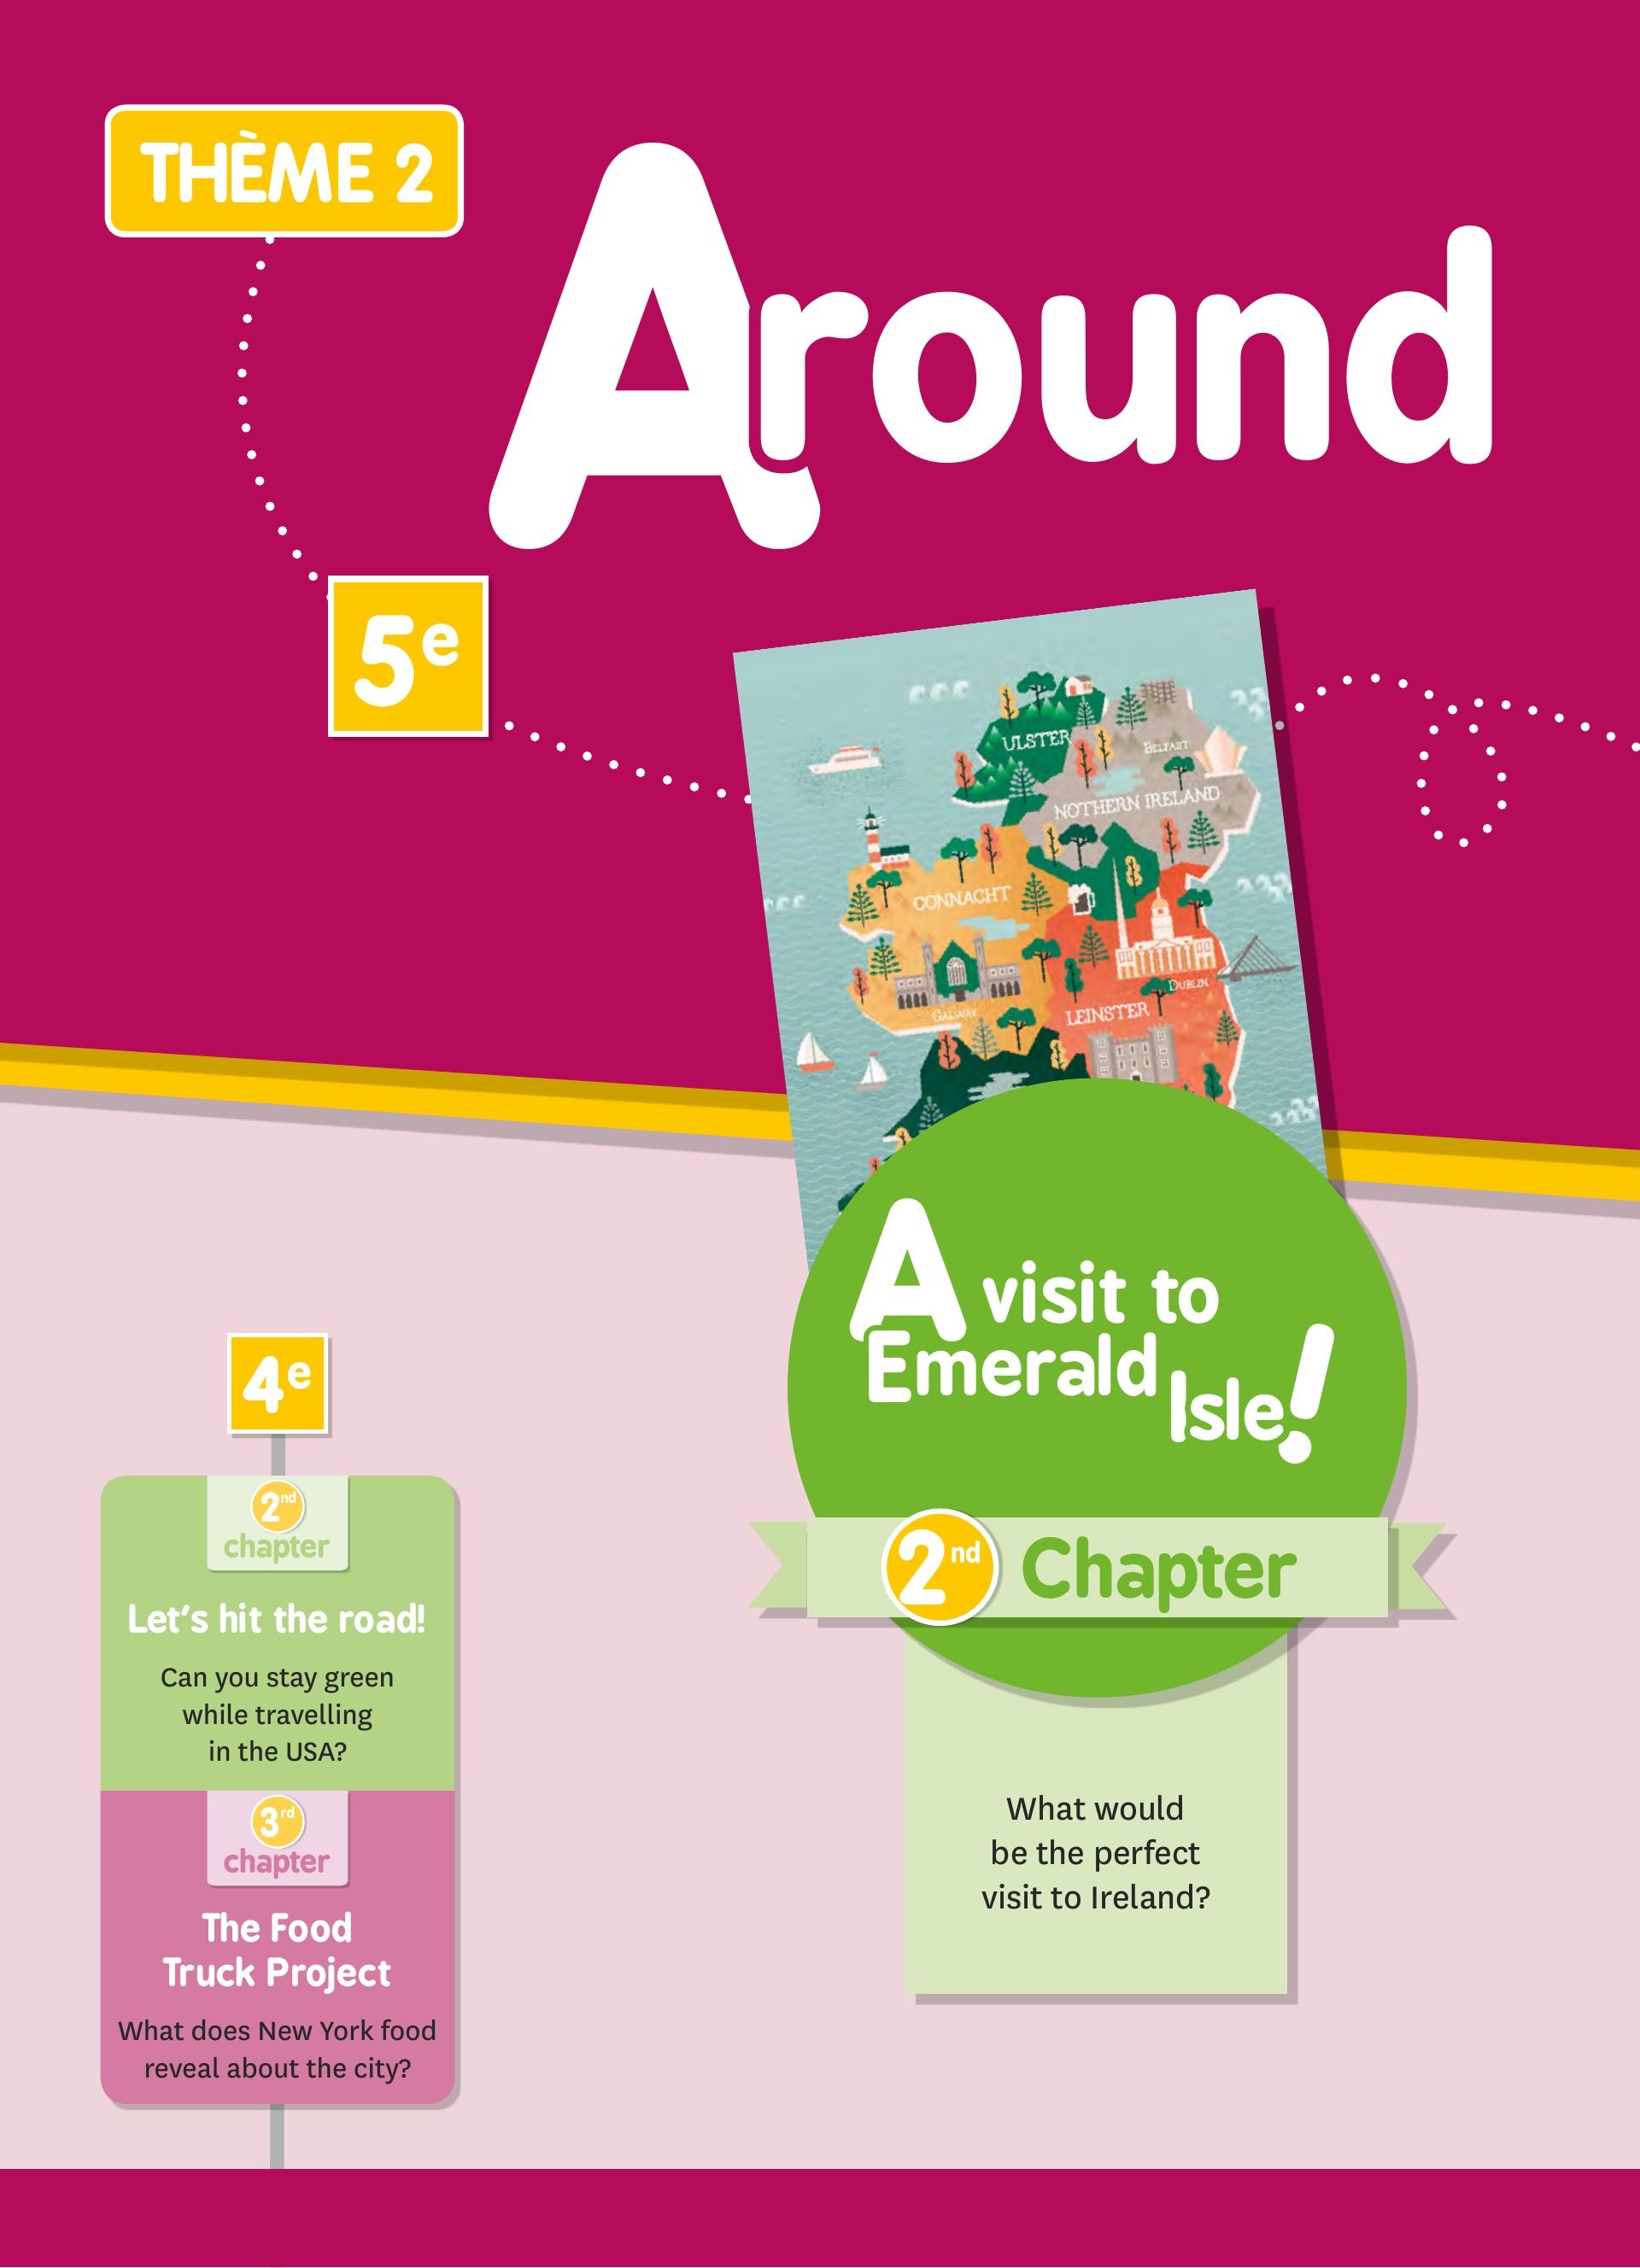 THÈME 2
Around
5e
ULSTER
BELFAST
NOTHERN IRELAND
CONNACHT
DUBLIN
GALWAY
LEINSTER
A visit to
Emerald
Isle!
2nd Chapter
What would
be the perfect
visit to Ireland?
4e
2nd
chapter
Let's hit the road!
Can you stay green
while travelling
in the USA?
3rd
chapter
The Food
Truck Project
What does New York food
reveal about the city?